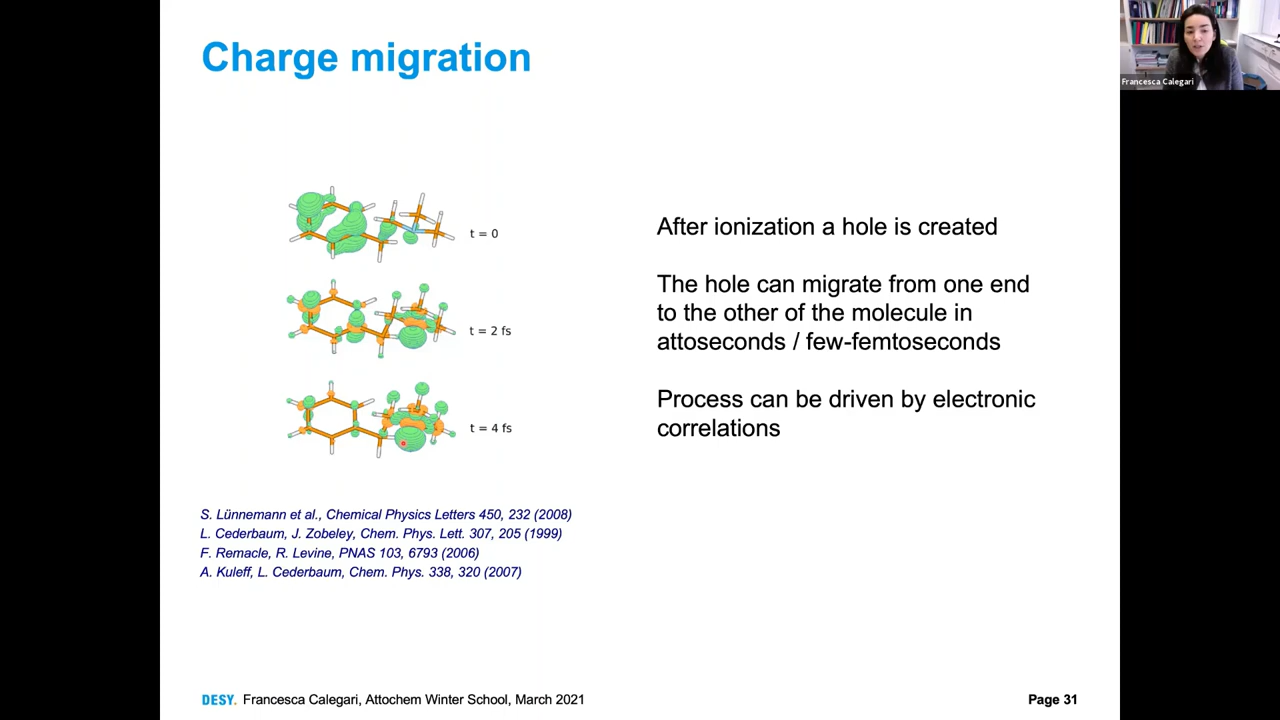 Charge migration
Francesca Calegari
t = 0
t = 2 fs
t = 4 fs
After ionization a hole is created
The hole can migrate from one end
to the other of the molecule in
attoseconds / few-femtoseconds
Process can be driven by electronic
correlations
S. Lünnemann et al., Chemical Physics Letters 450, 232 (2008)
L. Cederbaum, J. Zobeley, Chem. Phys. Lett. 307, 205 (1999)
F. Remacle, R. Levine, PNAS 103, 6793 (2006)
A. Kuleff, L. Cederbaum, Chem. Phys. 338, 320 (2007)
DESY. Francesca Calegari, Attochem Winter School, March 2021
Page 31